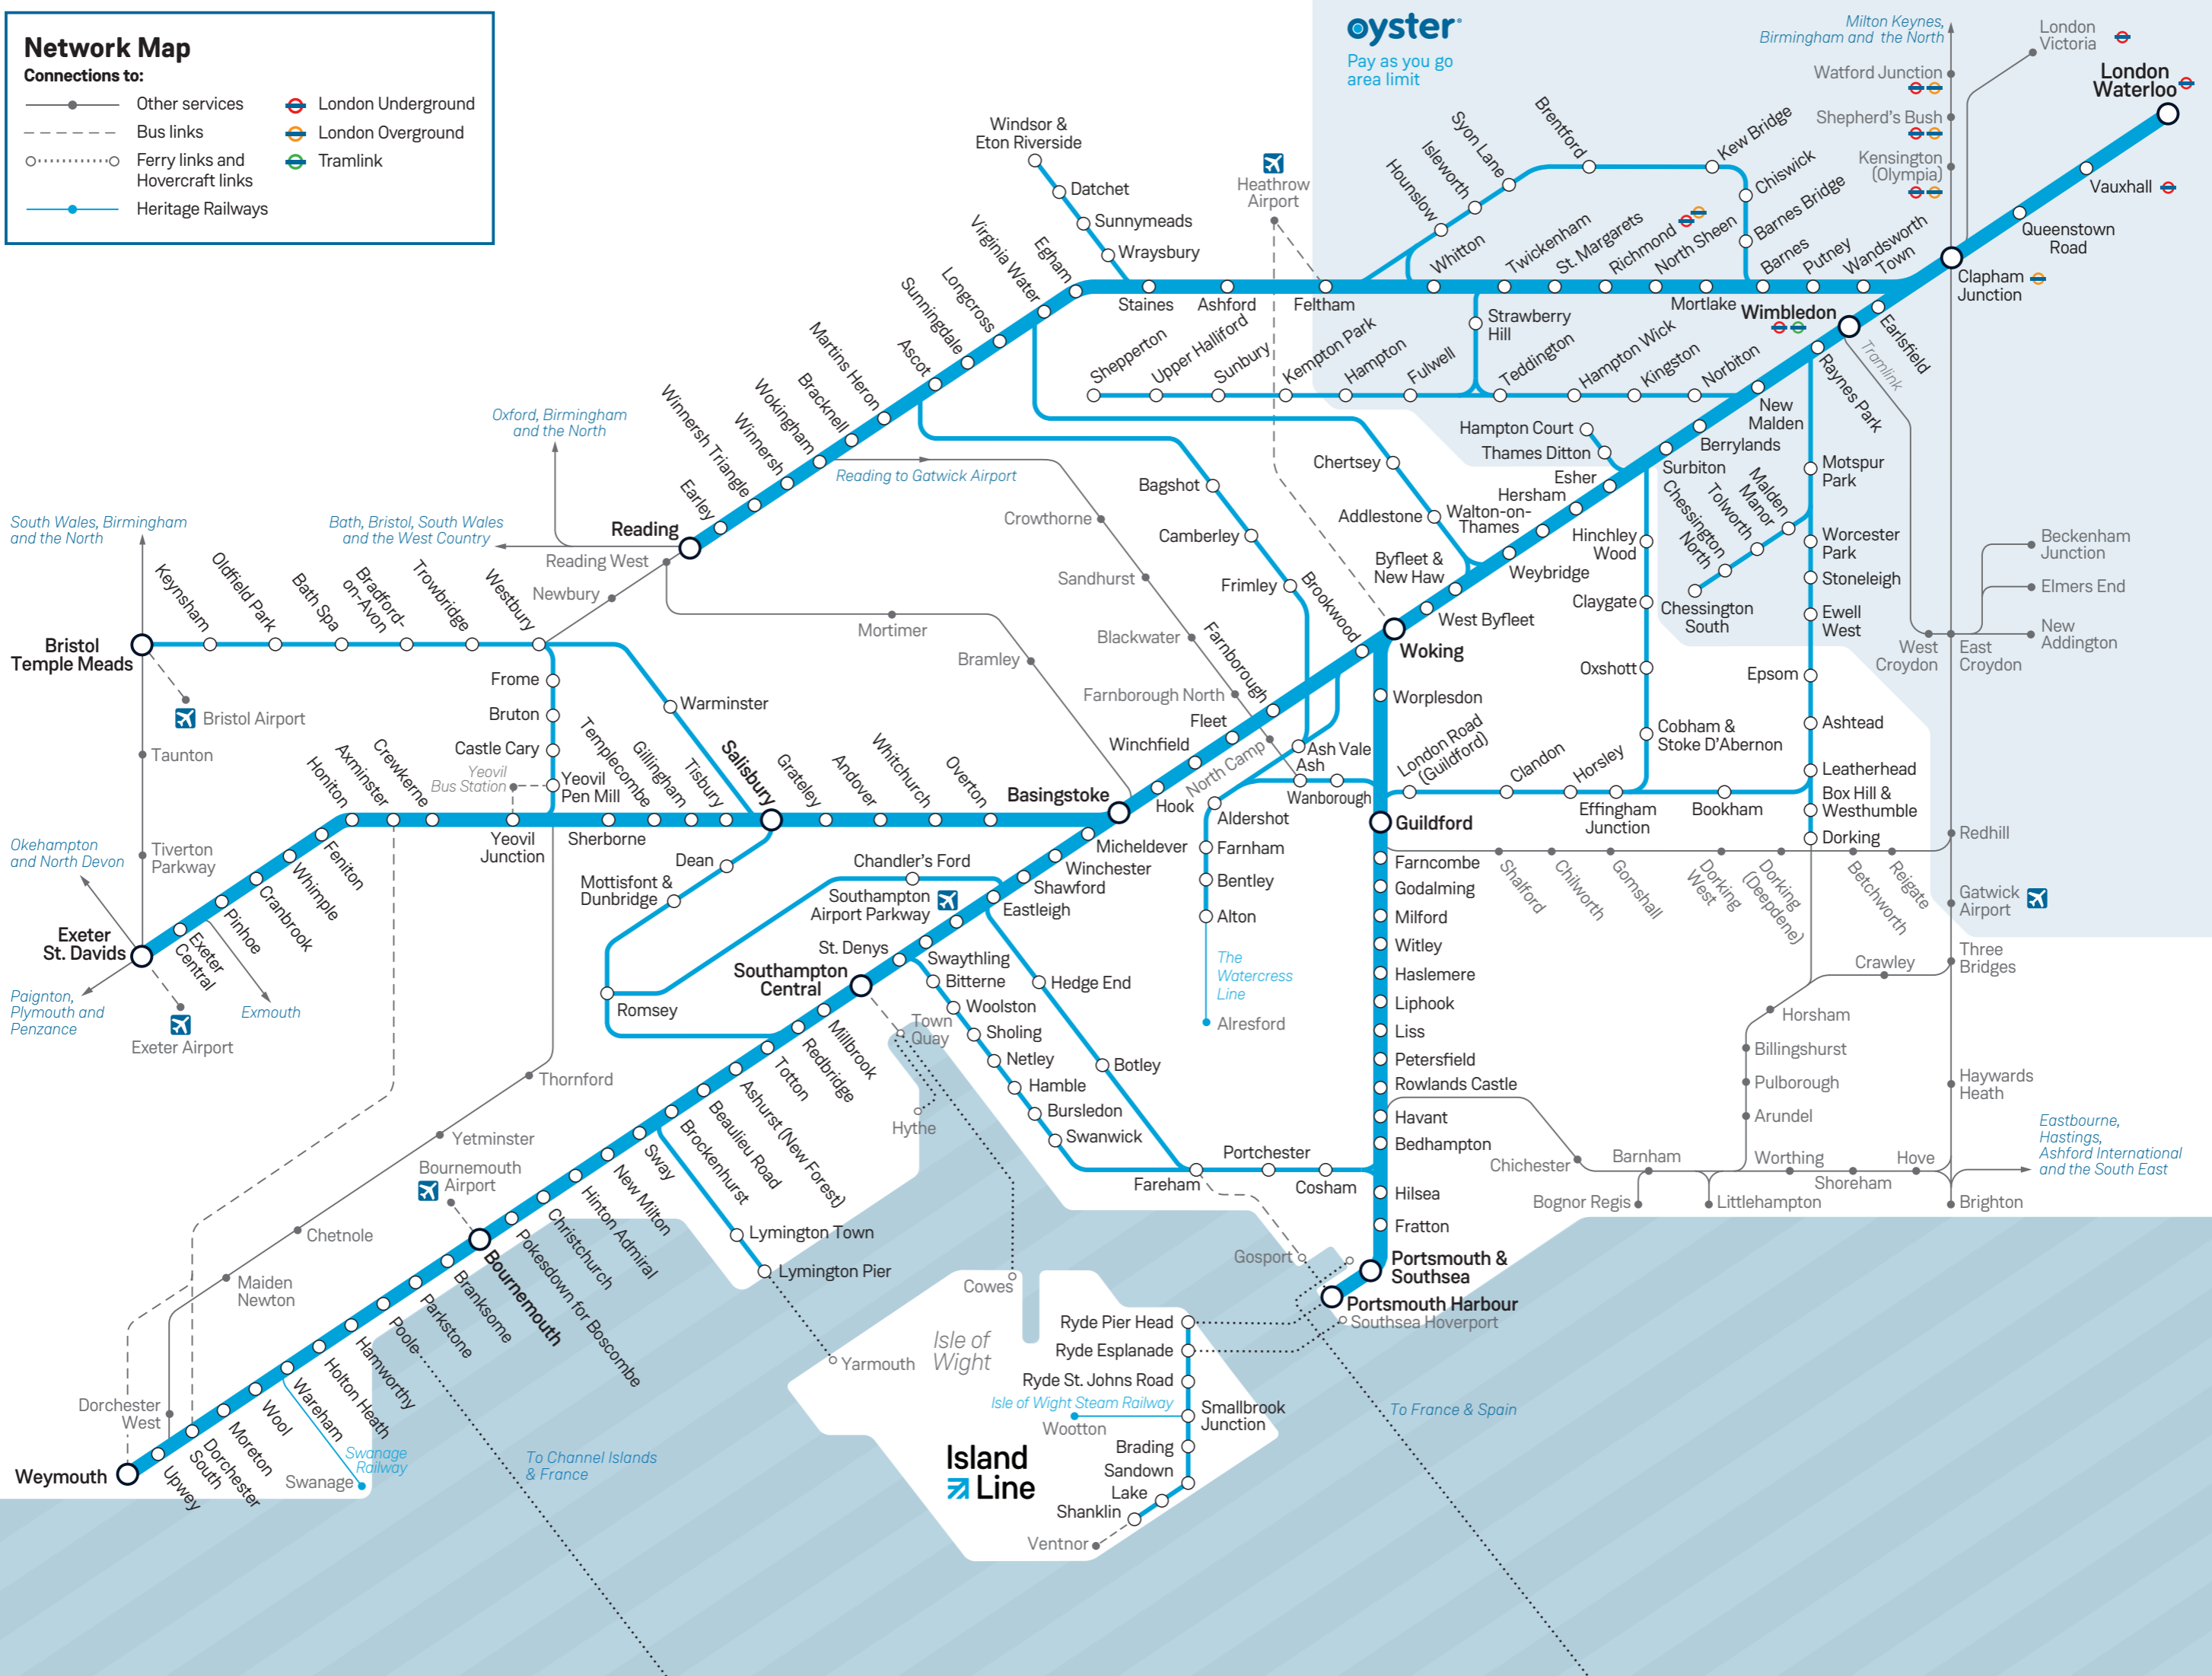 Network Map
Connections to:
Other services
Bus links
Ferry links and
Hovercraft links
Heritage Railways
London Underground
London Overground
Tramlink
oyster
Pay as you go
area limit
Milton Keynes,
Birmingham and the North
London
Victoria
Watford Junction
London
Waterloo
Shepherd's Bush
Kensington
(Olympia)
Vauxhall
Queenstown
Road
Clapham
Junction
Windsor &
Eton Riverside
Datchet
Sunnymeads
Wraysbury
Heathrow
Airport
Hounslow
Isleworth
Syon Lane
Brentford
Kew Bridge
Chiswick
Barnes Bridge
Whitton
Twickenham
St. Margarets
Richmond
North Sheen
Mortlake
Barnes
Putney
Wandsworth
Town
Staines
Ashford
Feltham
Egham
Virginia Water
Longcross
Sunningdale
Ascot
Martins Heron
Bracknell
Wokingham
Winnersh
Winnersh Triangle
Earley
Reading
Shepperton
Upper Halliford
Sunbury
Kempton Park
Hampton
Fulwell
Strawberry
Hill
Teddington
Hampton Wick
Kingston
Norbiton
Wimbledon
Earlsfield
Tramlink
Raynes Park
New
Malden
Berrylands
Surbiton
Hampton Court
Thames Ditton
Esher
Hersham
Walton-on-
Thames
Weybridge
Byfleet &
New Haw
West Byfleet
Woking
Brookwood
Chertsey
Addlestone
Bagshot
Camberley
Frimley
Motspur
Park
Malden
Manor
Tolworth
Chessington
North
Chessington
South
Worcester
Park
Stoneleigh
Ewell
West
Epsom
Ashtead
Leatherhead
Box Hill &
Westhumble
Dorking
Hinchley
Wood
Claygate
Oxshott
Cobham &
Stoke D'Abernon
London Road
(Guildford)
Clandon
Horsley
Effingham
Junction
Bookham
Beckenham
Junction
Elmers End
New
Addington
West
Croydon
East
Croydon
Redhill
Gatwick
Airport
Three
Bridges
Crawley
Horsham
Billingshurst
Pulborough
Arundel
Haywards
Heath
Eastbourne,
Hastings,
Ashford International
and the South East
Shalford
Chilworth
Gomshall
Dorking
West
Dorking
(Deepdene)
Betchworth
Reigate
Chichester
Barnham
Bognor Regis
Littlehampton
Worthing
Shoreham
Hove
Brighton
Oxford, Birmingham
and the North
Bath, Bristol, South Wales
and the West Country
Reading to Gatwick Airport
Reading West
Newbury
Mortimer
Bramley
Crowthorne
Sandhurst
Blackwater
Farnborough North
North Camp
Farnborough
Fleet
Winchfield
Hook
Basingstoke
South Wales, Birmingham
and the North
Bristol
Temple Meads
Keynsham
Oldfield Park
Bath Spa
Bradford-
on-Avon
Trowbridge
Westbury
Bristol Airport
Taunton
Tiverton
Parkway
Okehampton
and North Devon
Exeter
St. Davids
Paignton,
Plymouth and
Penzance
Exeter Airport
Exmouth
Exeter
Central
Pinhoe
Cranbrook
Whimple
Feniton
Honiton
Axminster
Crewkerne
Yeovil
Junction
Yeovil
Bus Station
Yeovil
Pen Mill
Castle Cary
Bruton
Frome
Warminster
Sherborne
Templecombe
Gillingham
Tisbury
Salisbury
Grateley
Andover
Whitchurch
Overton
Dean
Mottisfont &
Dunbridge
Romsey
Chandler's Ford
Micheldever
Winchester
Shawford
Eastleigh
Southampton
Airport Parkway
Swaythling
St. Denys
Southampton
Central
Millbrook
Redbridge
Totton
Ashurst (New Forest)
Beaulieu Road
Brockenhurst
Sway
New Milton
Hinton Admiral
Christchurch
Pokesdown for Boscombe
Bournemouth
Branksome
Parkstone
Poole
Hamworthy
Holton Heath
Wareham
Wool
Moreton
Dorchester
South
Upwey
Weymouth
Dorchester
West
Maiden
Newton
Chetnole
Yetminster
Thornford
Bournemouth
Airport
Swanage
Railway
Swanage
Lymington Town
Lymington Pier
Yarmouth
Town
Quay
Hythe
Cowes
Bitterne
Woolston
Sholing
Netley
Hamble
Bursledon
Swanwick
Hedge End
Botley
Fareham
Portchester
Cosham
Gosport
Ash Vale
Ash
Wanborough
Aldershot
Farnham
Bentley
Alton
The
Watercress
Line
Alresford
Worplesdon
Guildford
Farncombe
Godalming
Milford
Witley
Haslemere
Liphook
Liss
Petersfield
Rowlands Castle
Havant
Bedhampton
Hilsea
Fratton
Portsmouth &
Southsea
Portsmouth Harbour
Southsea Hoverport
Isle of
Wight
Ryde Pier Head
Ryde Esplanade
Ryde St. Johns Road
Isle of Wight Steam Railway
Wootton
Smallbrook
Junction
Brading
Sandown
Lake
Shanklin
Ventnor
Island
Line
To Channel Islands
& France
To France & Spain